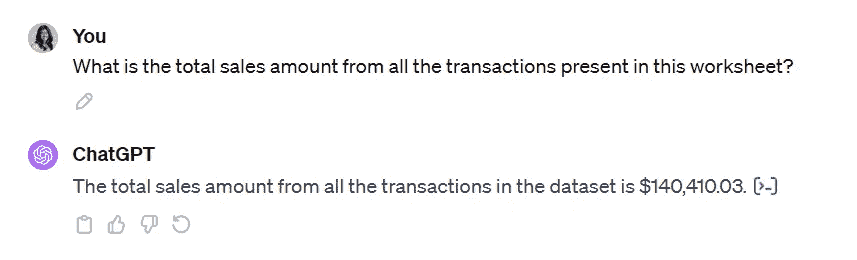 You
What is the total sales amount from all the transactions present in this worksheet?
ChatGPT
The total sales amount from all the transactions in the dataset is $140,410.03. [>-]